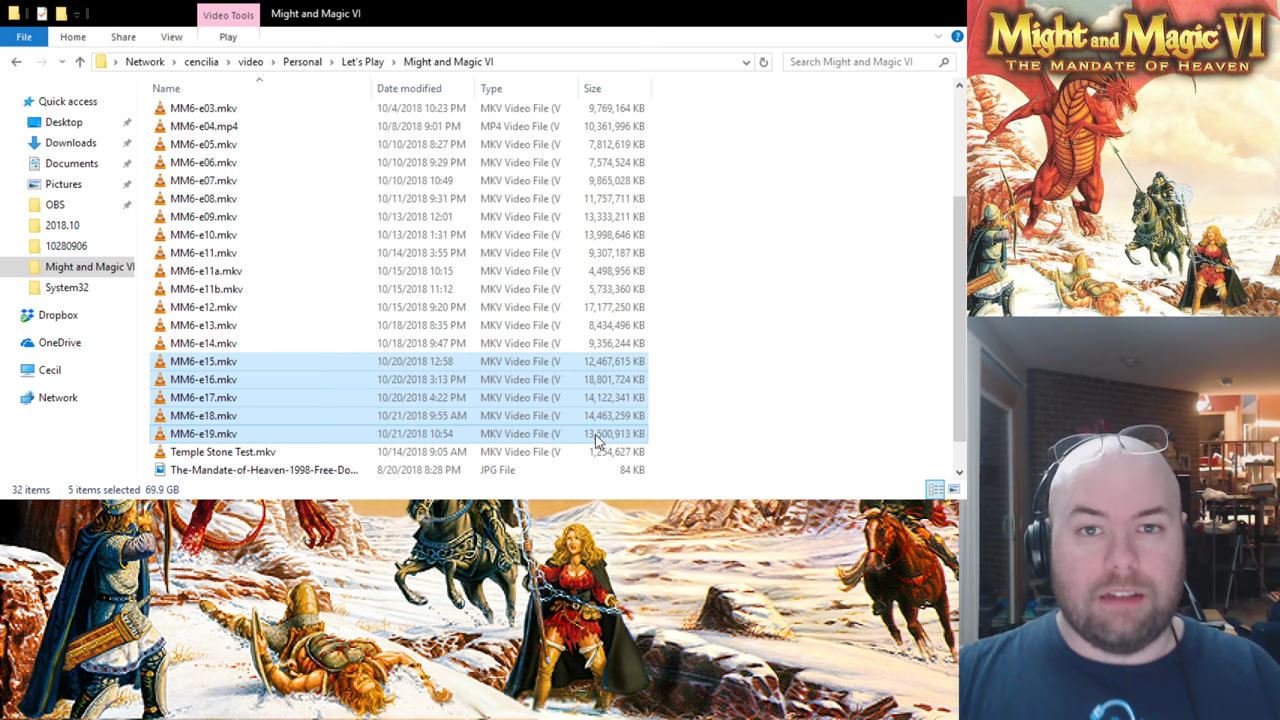 Might and Magic VI
Video Tools
File Home Share View Play
Network cencilia video Personal Let's Play Might and Magic VI
Search Might and Magic VI
Name Date modified Type Size
MM6-e03.mkv 10/4/2018 10:23 PM MKV Video File (V 9,769,164 KB
MM6-e04.mp4 10/8/2018 9:01 PM MP4 Video File (V 10,361,996 KB
MM6-e05.mkv 10/10/2018 8:27 PM MKV Video File (V 7,812,619 KB
MM6-e06.mkv 10/10/2018 9:29 PM MKV Video File (V 7,574,524 KB
MM6-e07.mkv 10/10/2018 10:49 MKV Video File (V 9,865,028 KB
MM6-e08.mkv 10/11/2018 9:31 PM MKV Video File (V 11,757,711 KB
MM6-e09.mkv 10/13/2018 12:01 MKV Video File (V 13,333,211 KB
MM6-e10.mkv 10/13/2018 1:31 PM MKV Video File (V 13,998,646 KB
MM6-e11.mkv 10/14/2018 3:55 PM MKV Video File (V 9,307,187 KB
MM6-e11a.mkv 10/15/2018 10:15 MKV Video File (V 4,498,956 KB
MM6-e11b.mkv 10/15/2018 11:12 MKV Video File (V 5,733,360 KB
MM6-e12.mkv 10/15/2018 9:20 PM MKV Video File (V 17,177,250 KB
MM6-e13.mkv 10/18/2018 8:35 PM MKV Video File (V 8,434,496 KB
MM6-e14.mkv 10/18/2018 9:47 PM MKV Video File (V 9,356,244 KB
MM6-e15.mkv 10/20/2018 12:58 MKV Video File (V 12,467,615 KB
MM6-e16.mkv 10/20/2018 3:13 PM MKV Video File (V 18,801,724 KB
MM6-e17.mkv 10/20/2018 4:22 PM MKV Video File (V 14,122,341 KB
MM6-e18.mkv 10/21/2018 9:55 AM MKV Video File (V 14,463,259 KB
MM6-e19.mkv 10/21/2018 10:54 MKV Video File (V 13,500,913 KB
Temple Stone Test.mkv 10/14/2018 9:05 AM MKV Video File (V 1,254,627 KB
The-Mandate-of-Heaven-1998-Free-Do... 8/20/2018 8:28 PM JPG File 84 KB
Quick access
Desktop
Downloads
Documents
Pictures
OBS
2018.10
10280906
Might and Magic VI
System32
Dropbox
OneDrive
Cecil
Network
32 items 5 items selected 69.9 GB
Might and Magic VI
THE MANDATE OF HEAVEN